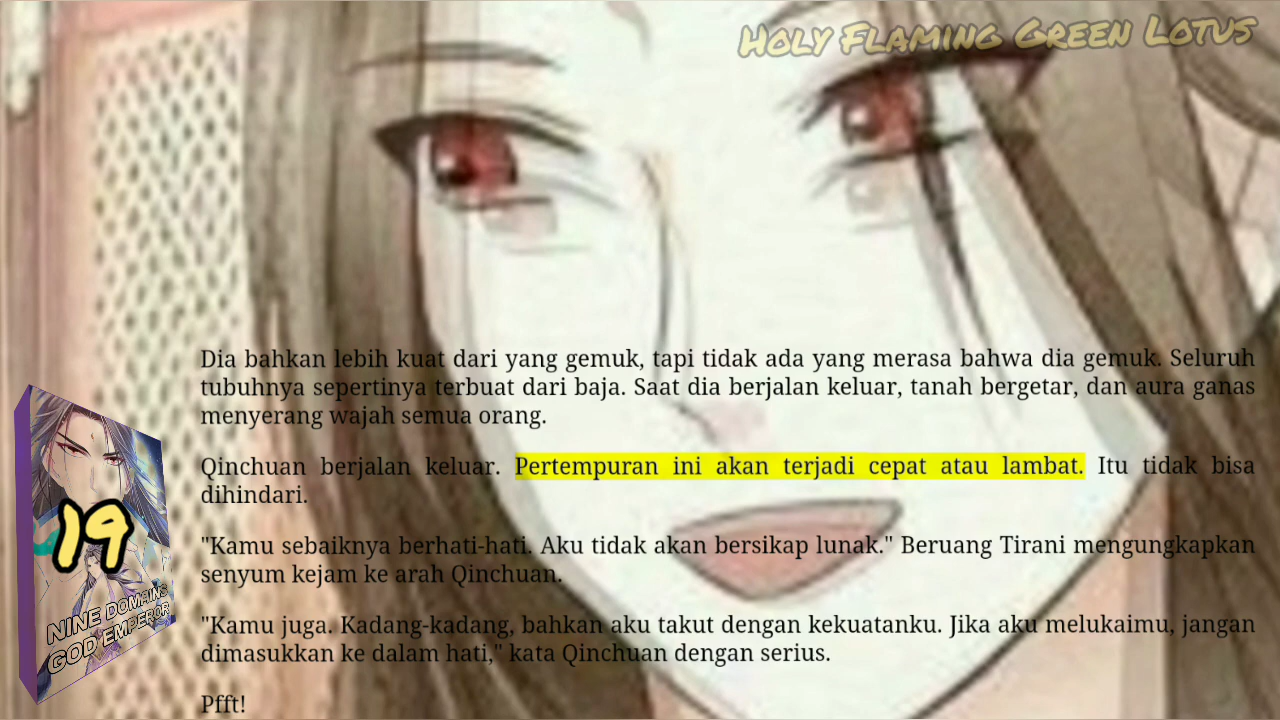 Holy Flaming Green Lotus
Dia bahkan lebih kuat dari yang gemuk, tapi tidak ada yang merasa bahwa dia gemuk. Seluruh
tubuhnya sepertinya terbuat dari baja. Saat dia berjalan keluar, tanah bergetar, dan aura ganas
menyerang wajah semua orang.
Qinchuan berjalan keluar. Pertempuran ini akan terjadi cepat atau lambat. Itu tidak bisa
dihindari.
"Kamu sebaiknya berhati-hati. Aku tidak akan bersikap lunak." Beruang Tirani mengungkapkan
senyum kejam ke arah Qinchuan.
"Kamu juga. Kadang-kadang, bahkan aku takut dengan kekuatanku. Jika aku melukaimu, jangan
dimasukkan ke dalam hati," kata Qinchuan dengan serius.
Pfft!
19
NINE DOMAINS
GOD EMPEROR